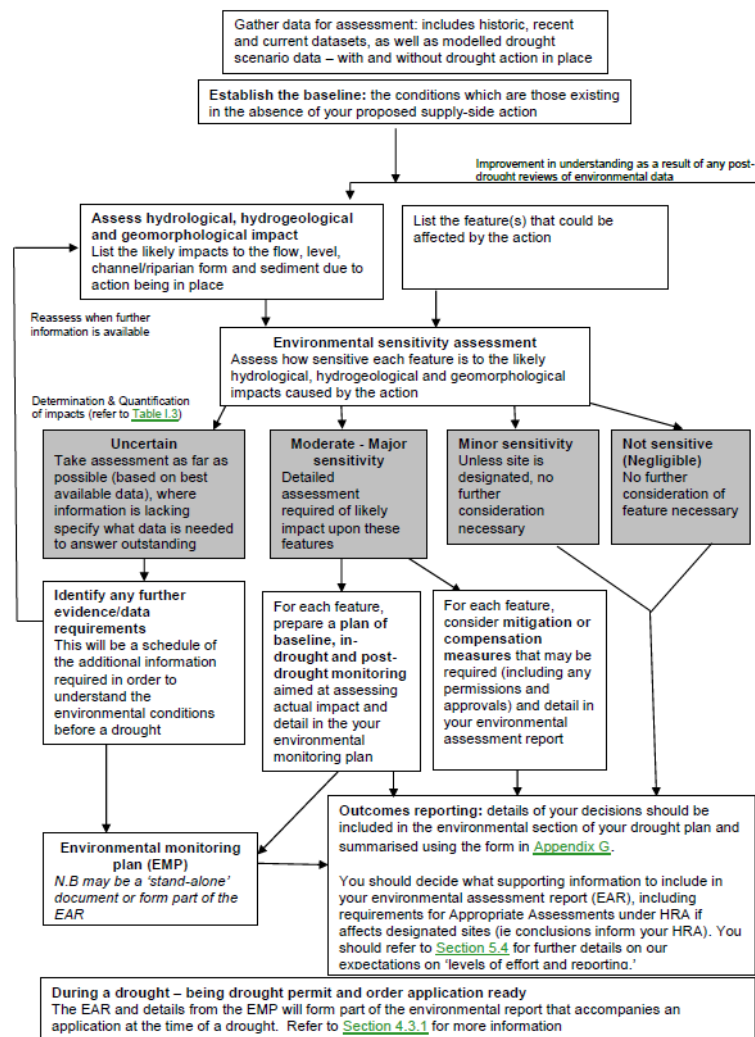 Gather data for assessment: includes historic, recent
and current datasets, as well as modelled drought
scenario data – with and without drought action in place
Establish the baseline: the conditions which are those existing
in the absence of your proposed supply-side action
Improvement in understanding as a result of any post-
drought reviews of environmental data
Assess hydrological, hydrogeological
and geomorphological impact
List the likely impacts to the flow, level,
channel/riparian form and sediment due to
action being in place
List the feature(s) that could be
affected by the action
Reassess when further
information is available
Environmental sensitivity assessment
Assess how sensitive each feature is to the likely
hydrological, hydrogeological and geomorphological
impacts caused by the action
Determination & Quantification
of impacts (refer to Table I.3)
Uncertain
Take assessment as far as
possible (based on best
available data), where
information is lacking
specify what data is needed
to answer outstanding
Moderate - Major
sensitivity
Detailed
assessment
required of likely
impact upon these
features
Minor sensitivity
Unless site is
designated, no
further
consideration
necessary
Not sensitive
(Negligible)
No further
consideration of
feature necessary
Identify any further
evidence/data
requirements
This will be a schedule of
the additional information
required in order to
understand the
environmental conditions
before a drought
For each feature,
prepare a plan of
baseline, in-
drought and post-
drought monitoring
aimed at assessing
actual impact and
detail in the your
environmental
monitoring plan
For each feature,
consider mitigation or
compensation
measures that may be
required (including any
permissions and
approvals) and detail in
your environmental
assessment report
Environmental monitoring
plan (EMP)
N.B may be a 'stand-alone'
document or form part of the
EAR
Outcomes reporting: details of your decisions should be
included in the environmental section of your drought plan and
summarised using the form in Appendix G.
You should decide what supporting information to include in
your environmental assessment report (EAR), including
requirements for Appropriate Assessments under HRA if
affects designated sites (ie conclusions inform your HRA). You
should refer to Section 5.4 for further details on our
expectations on 'levels of effort and reporting.'
During a drought – being drought permit and order application ready
The EAR and details from the EMP will form part of the environmental report that accompanies an
application at the time of a drought. Refer to Section 4.3.1 for more information